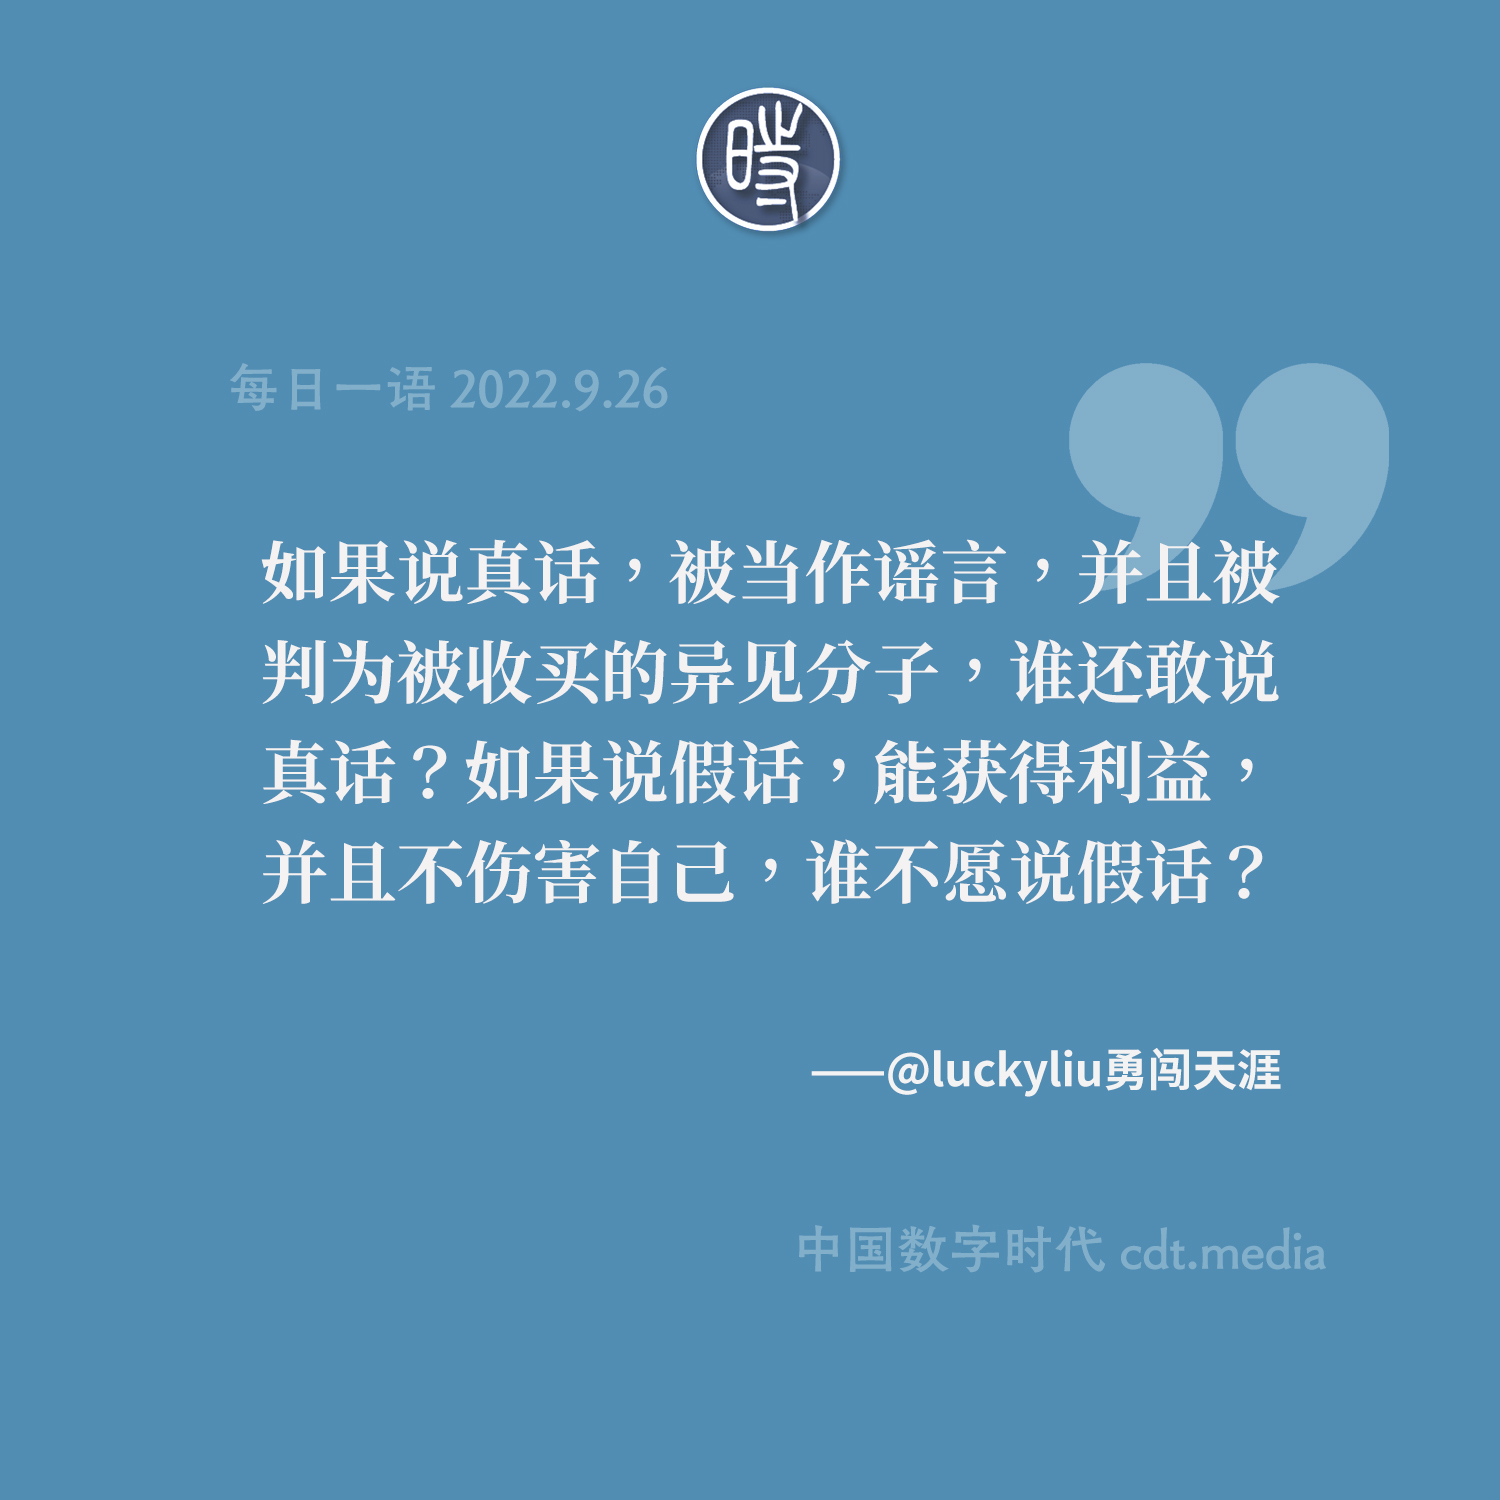 時
每日一语 2022.9.26
如果说真话，被当作谣言，并且被
判为被收买的异见分子，谁还敢说
真话？如果说假话，能获得利益，
并且不伤害自己，谁不愿说假话？
——@luckyliu勇闯天涯
中国数字时代 cdt.media